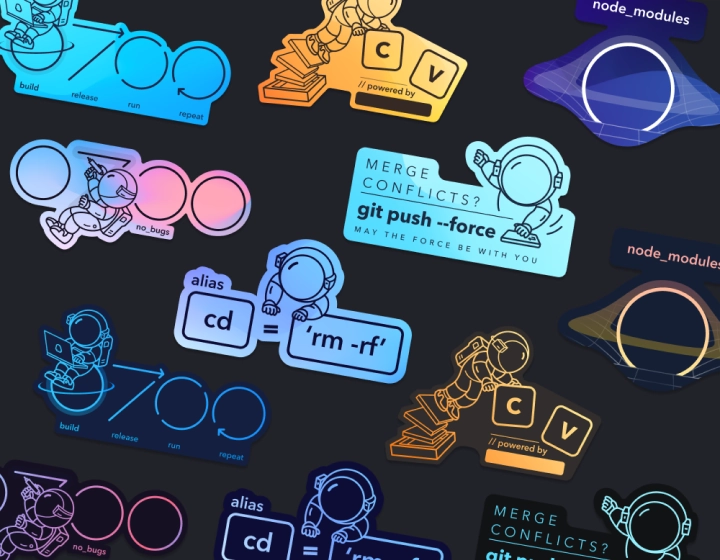 build
release
run
repeat
C
V
// powered by
node_modules
no_bugs
MERGE
CONFLICTS?
git push --force
MAY THE FORCE BE WITH YOU
alias
cd
=
'rm -rf'
node_modules
build
release
run
repeat
C
V
// powered by
no_bugs
alias
cd
=
MERGE
CONFLICTS?